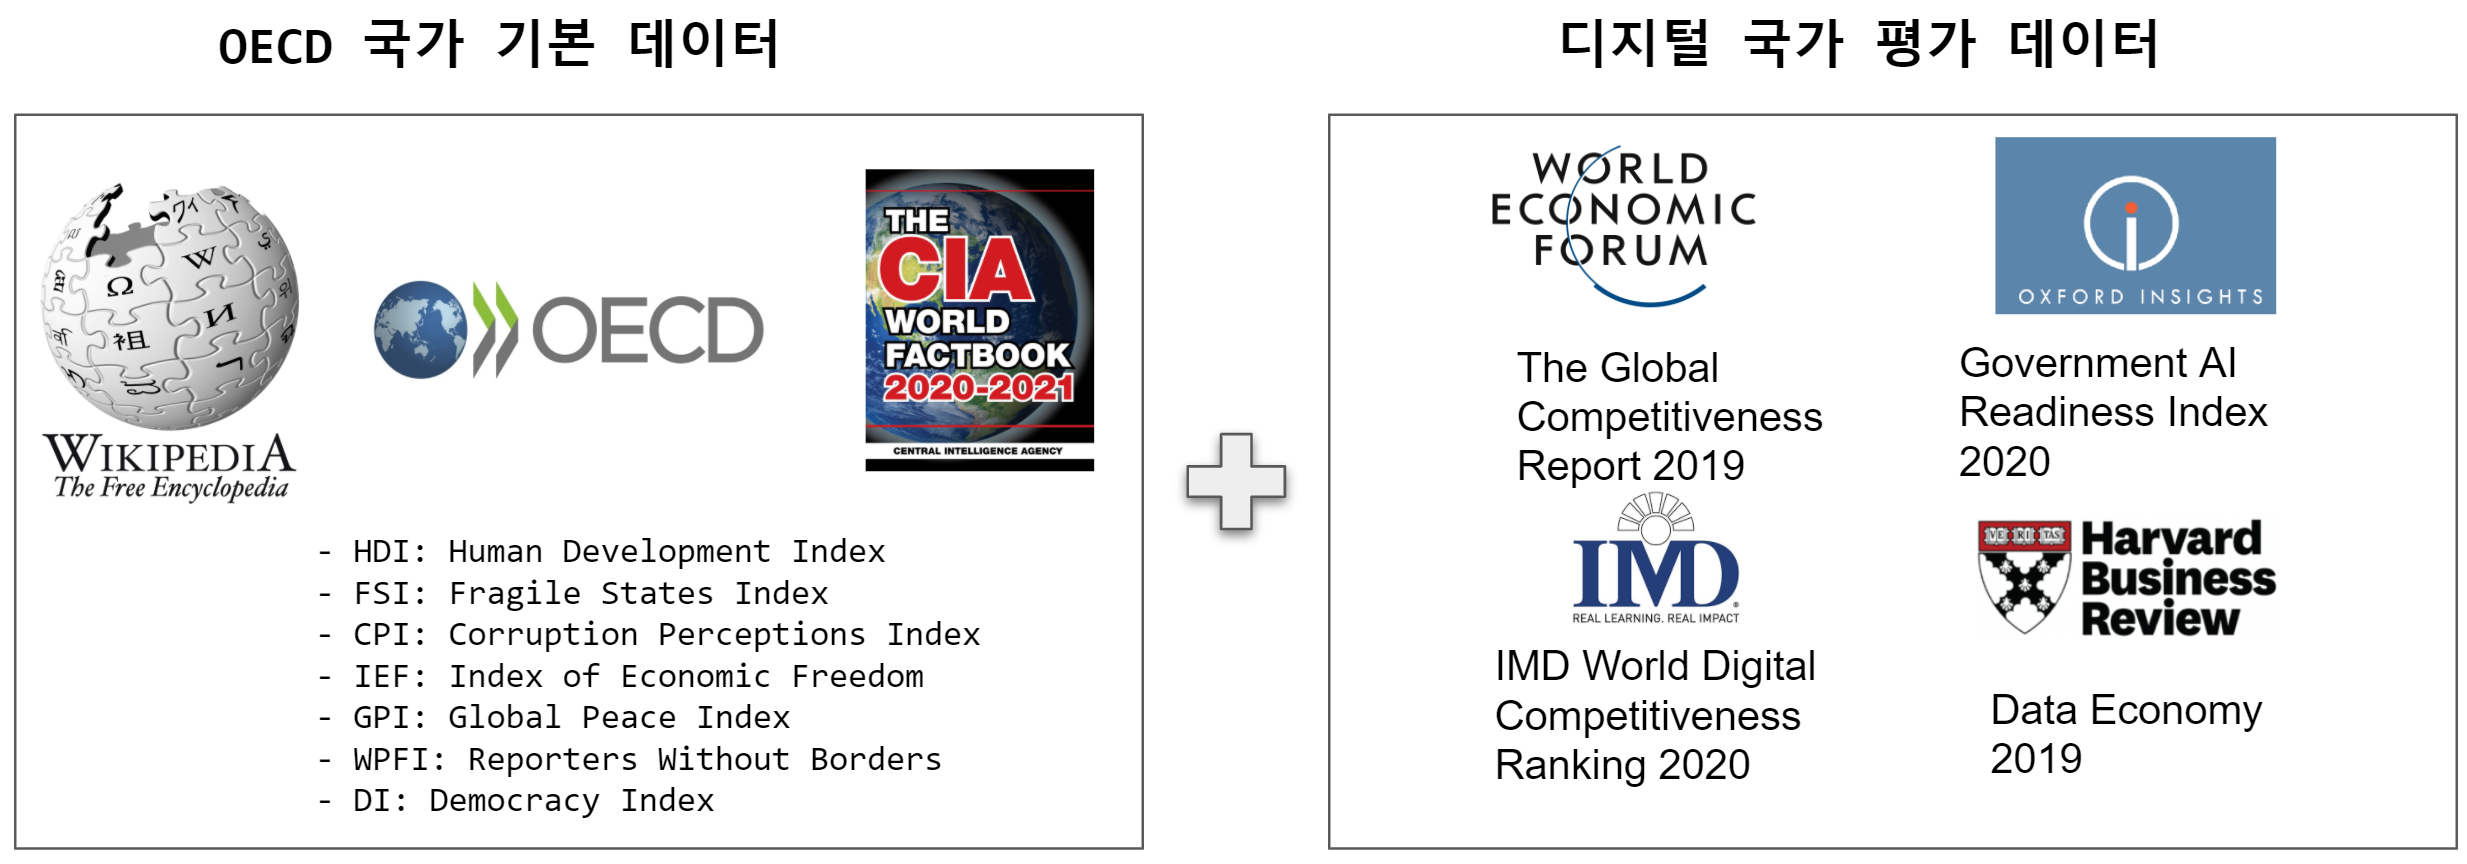 OECD 국가 기본 데이터
WIKIPEDIA
The Free Encyclopedia
OECD
THE
CIA
WORLD
FACTBOOK
2020-2021
CENTRAL INTELLIGENCE AGENCY
- HDI: Human Development Index
- FSI: Fragile States Index
- CPI: Corruption Perceptions Index
- IEF: Index of Economic Freedom
- GPI: Global Peace Index
- WPFI: Reporters Without Borders
- DI: Democracy Index
디지털 국가 평가 데이터
WORLD
ECONOMIC
FORUM
The Global
Competitiveness
Report 2019
OXFORD INSIGHTS
Government AI
Readiness Index
2020
IMD
REAL LEARNING. REAL IMPACT
IMD World Digital
Competitiveness
Ranking 2020
VE RI TAS
Harvard
Business
Review
Data Economy
2019